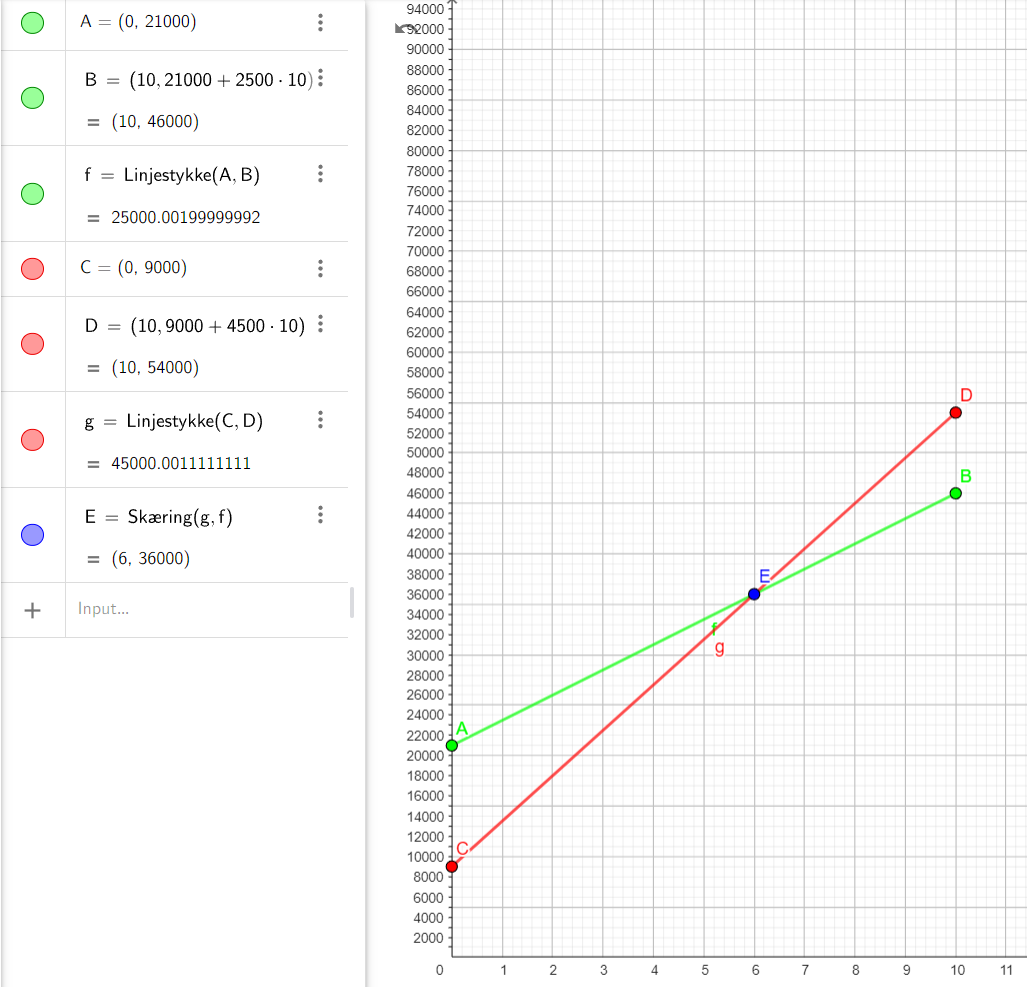 A = (0, 21000)
B = (10, 21000 + 2500 · 10)
= (10, 46000)
f = Linjestykke(A, B)
= 25000.00199999992
C = (0, 9000)
D = (10, 9000 + 4500 · 10)
= (10, 54000)
g = Linjestykke(C, D)
= 45000.0011111111
E = Skæring(g, f)
= (6, 36000)
+ Input...
94000
92000
90000
88000
86000
84000
82000
80000
78000
76000
74000
72000
70000
68000
66000
64000
62000
60000
58000
56000
54000
52000
50000
48000
46000
44000
42000
40000
38000
36000
34000
32000
30000
28000
26000
24000
22000
20000
18000
16000
14000
12000
10000
8000
6000
4000
2000
D
B
E
f
g
A
C
0 1 2 3 4 5 6 7 8 9 10 11